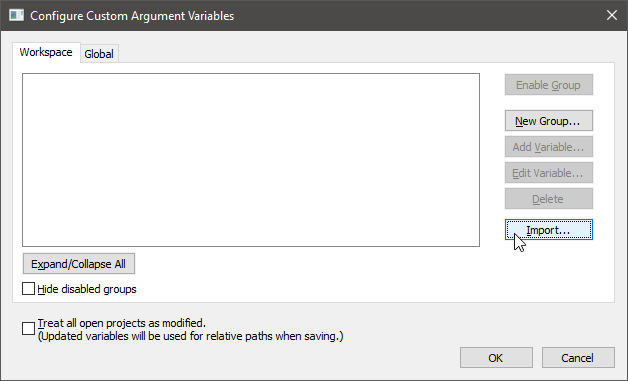 Configure Custom Argument Variables
Workspace
Global
Enable Group
New Group...
Add Variable...
Edit Variable...
Delete
Import...
Expand/Collapse All
Hide disabled groups
Treat all open projects as modified.
(Updated variables will be used for relative paths when saving.)
OK
Cancel